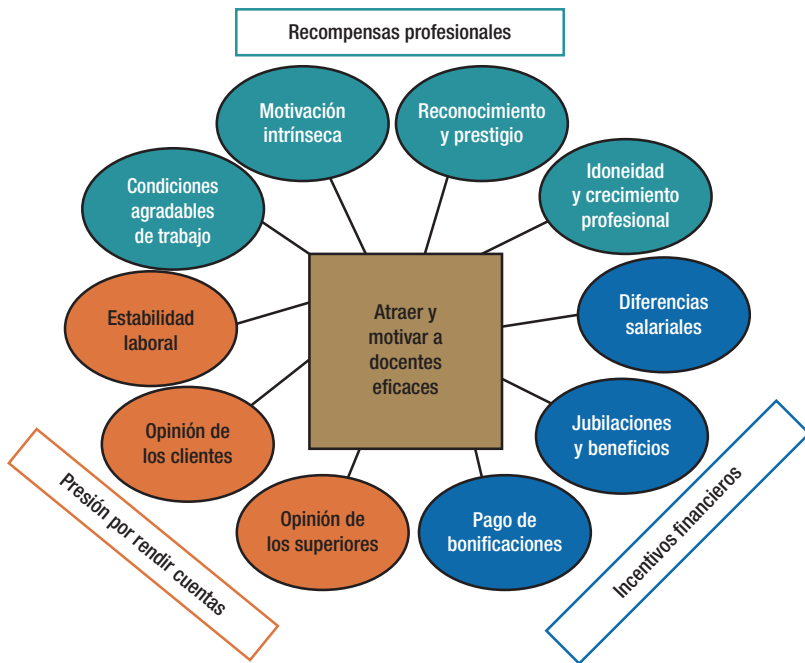 Recompensas profesionales
Motivación
intrínseca
Reconocimiento
y prestigio
Condiciones
agradables
de trabajo
Idoneidad
y crecimiento
profesional
Estabilidad
laboral
Atraer y
motivar a
docentes
eficaces
Diferencias
salariales
Opinión de
los clientes
Jubilaciones
y beneficios
Opinión de
los superiores
Pago de
bonificaciones
Presión por rendir cuentas
Incentivos financieros